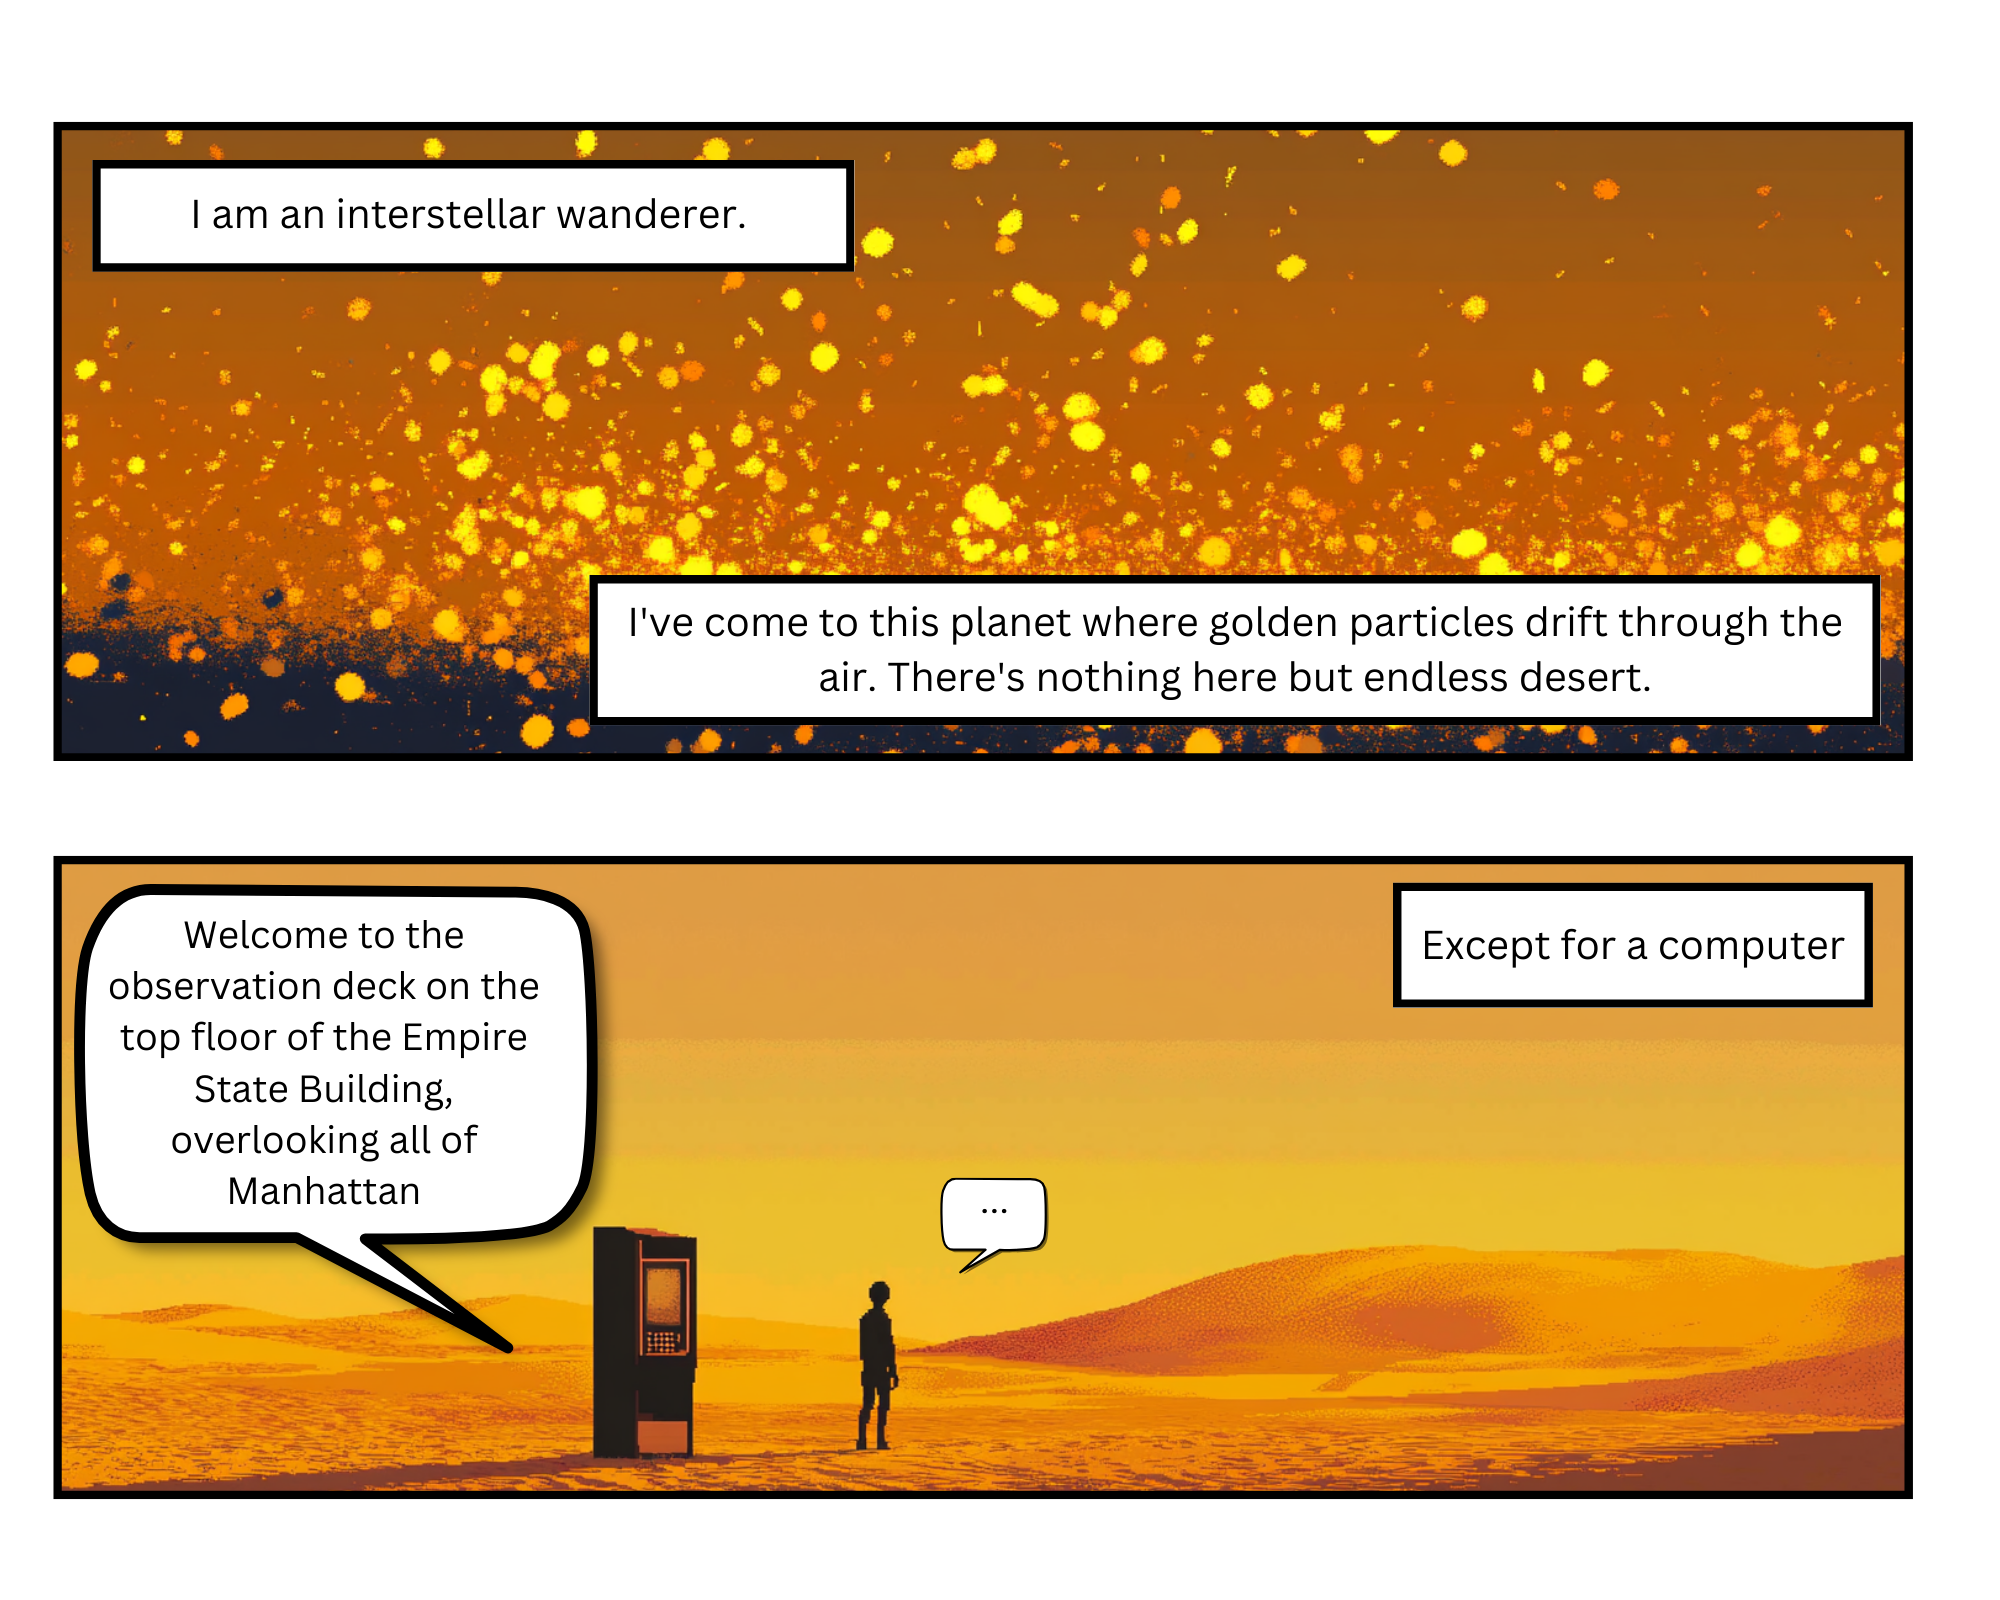 I am an interstellar wanderer.
I've come to this planet where golden particles drift through the
air. There's nothing here but endless desert.
Welcome to the
observation deck on the
top floor of the Empire
State Building,
overlooking all of
Manhattan
Except for a computer
...